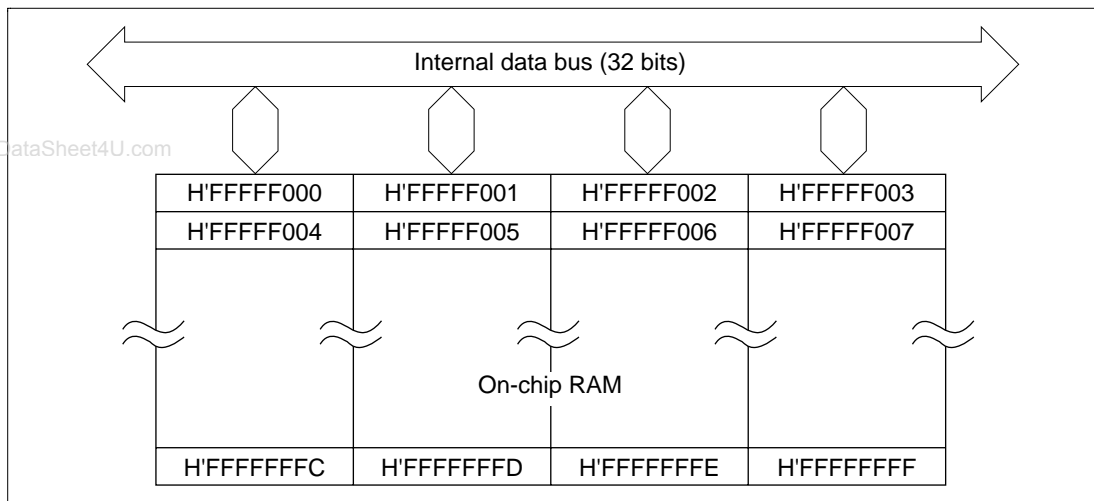 Internal data bus (32 bits)
DataSheet4U.com
H'FFFFF000 H'FFFFF001 H'FFFFF002 H'FFFFF003
H'FFFFF004 H'FFFFF005 H'FFFFF006 H'FFFFF007
On-chip RAM
H'FFFFFFFC H'FFFFFFFD H'FFFFFFFE H'FFFFFFFF